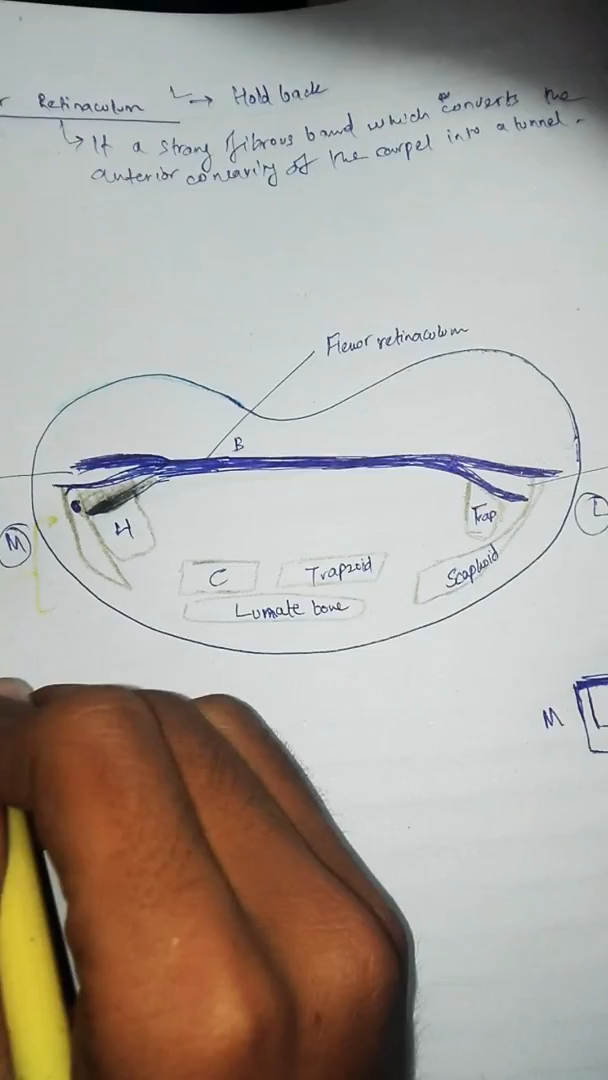 r Retinaculum → Hold back
→ It a strong fibrous band which converts the
anterior concavity of the carpel into a tunnel.
Flexor retinaculum
B
H
Trap
M
L
C
Trapzoid
Scaphoid
Lunate bone
M